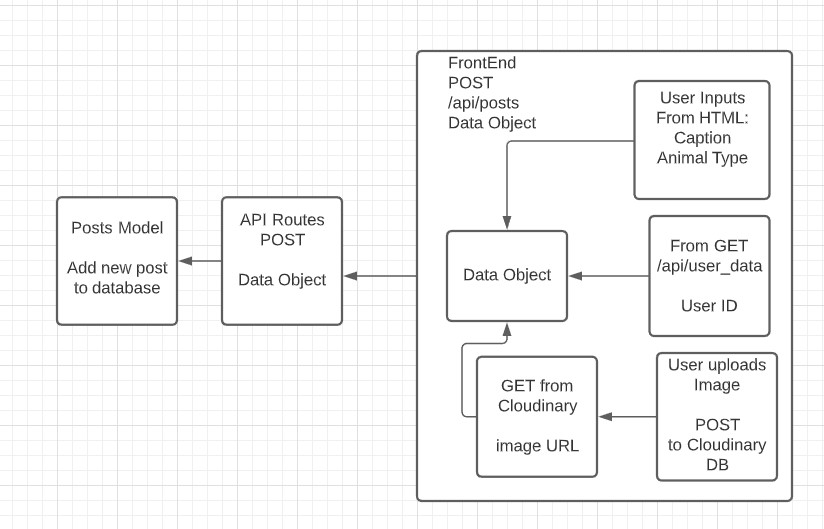 FrontEnd
POST
/api/posts
Data Object
User Inputs
From HTML:
Caption
Animal Type
Posts Model
Add new post
to database
API Routes
POST
Data Object
Data Object
From GET
/api/user_data
User ID
GET from
Cloudinary
image URL
User uploads
Image
POST
to Cloudinary
DB